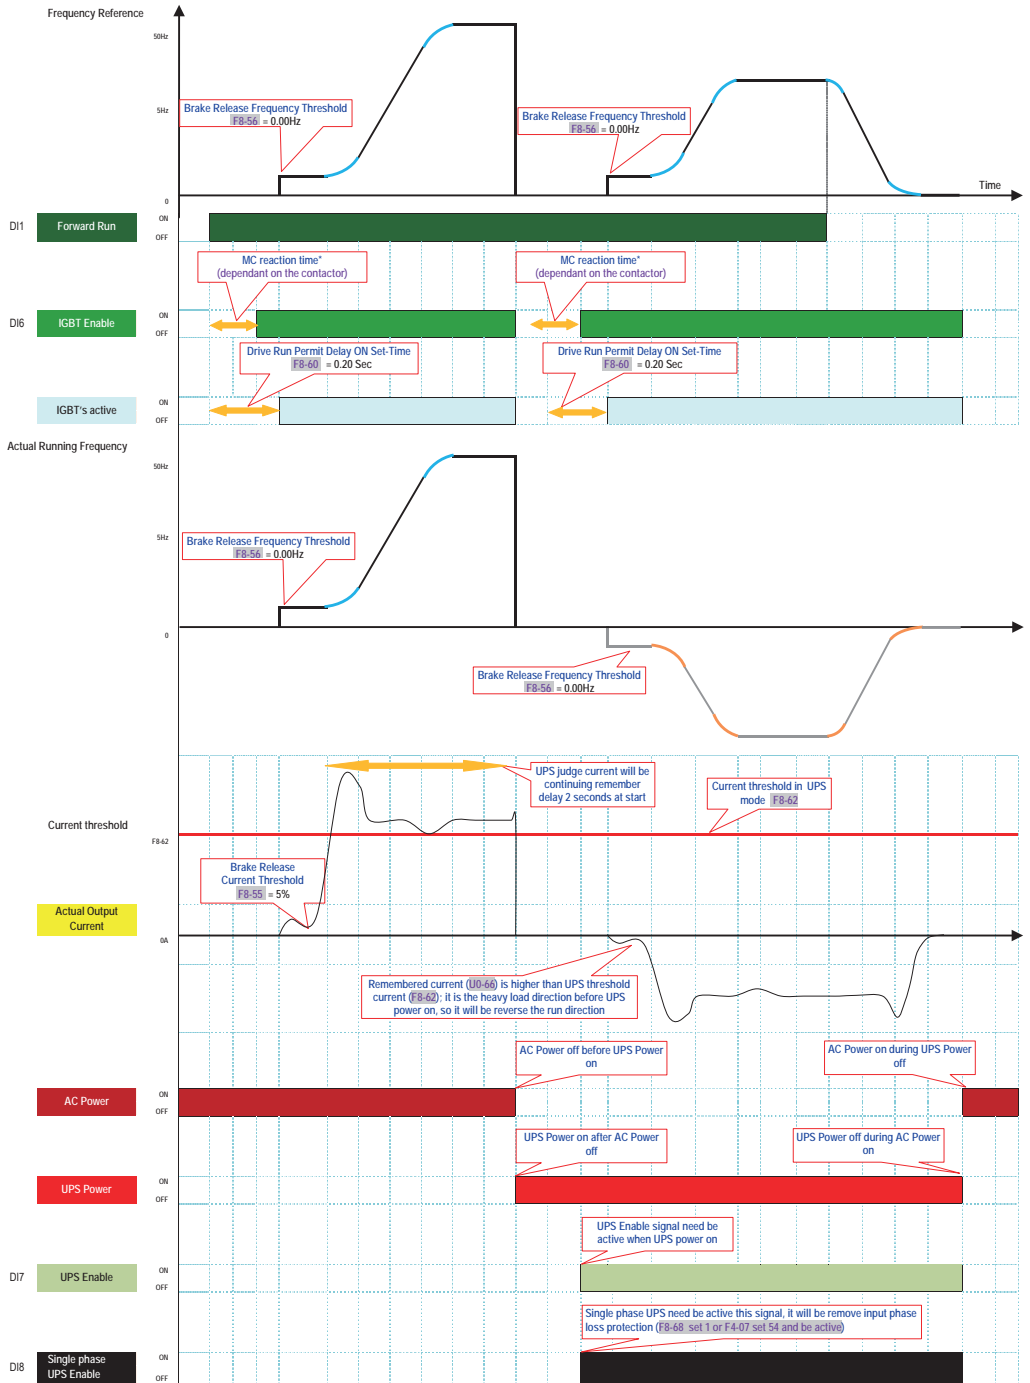 Frequency Reference
50Hz
Brake Release Frequency Threshold
F8-56 = 0.00Hz
5Hz
Brake Release Frequency Threshold
F8-56 = 0.00Hz
Time
0
DI1
Forward Run
ON
OFF
MC reaction time*
(dependant on the contactor)
MC reaction time*
(dependant on the contactor)
DI6
IGBT Enable
ON
OFF
Drive Run Permit Delay ON Set-Time
F8-60 = 0.20 Sec
Drive Run Permit Delay ON Set-Time
F8-60 = 0.20 Sec
IGBT's active
ON
OFF
Actual Running Frequency
50Hz
5Hz
Brake Release Frequency Threshold
F8-56 = 0.00Hz
0
Brake Release Frequency Threshold
F8-56 = 0.00Hz
UPS judge current will be
continuing remember
delay 2 seconds at start
Current threshold in UPS
mode F8-62
Current threshold
F8-62
Brake Release
Current Threshold
F8-55 = 5%
Actual Output
Current
0A
Remembered current (U0-66) is higher than UPS threshold
current (F8-62); it is the heavy load direction before UPS
power on, so it will be reverse the run direction
AC Power off before UPS Power
on
AC Power on during UPS Power
off
AC Power
ON
OFF
UPS Power on after AC Power
off
UPS Power off during AC Power
on
UPS Power
ON
OFF
UPS Enable signal need be
active when UPS power on
DI7
UPS Enable
ON
OFF
Single phase UPS need be active this signal, it will be remove input phase
loss protection (F8-68 set 1 or F4-07 set 54 and be active)
DI8
Single phase
UPS Enable
ON
OFF